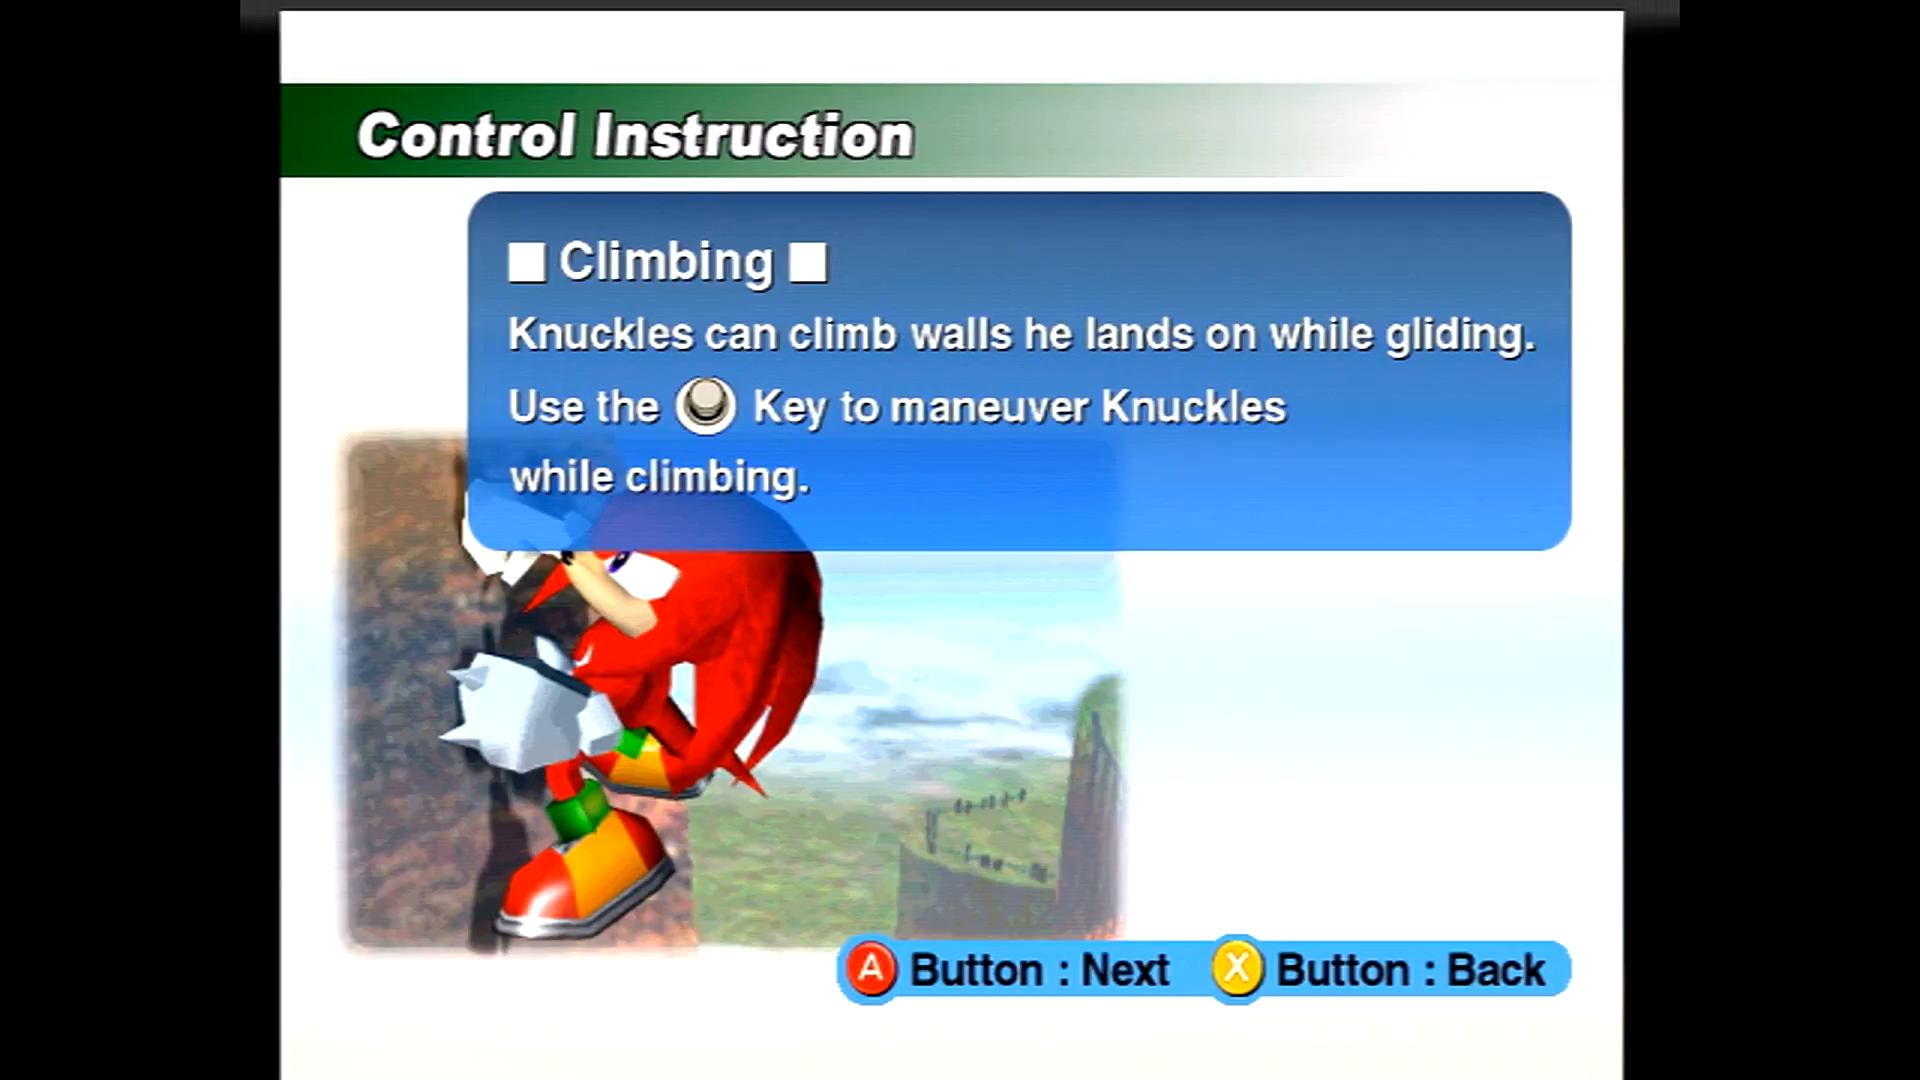 Control Instruction
■ Climbing ■
Knuckles can climb walls he lands on while gliding.
Use the Key to maneuver Knuckles
while climbing.
A Button : Next X Button : Back